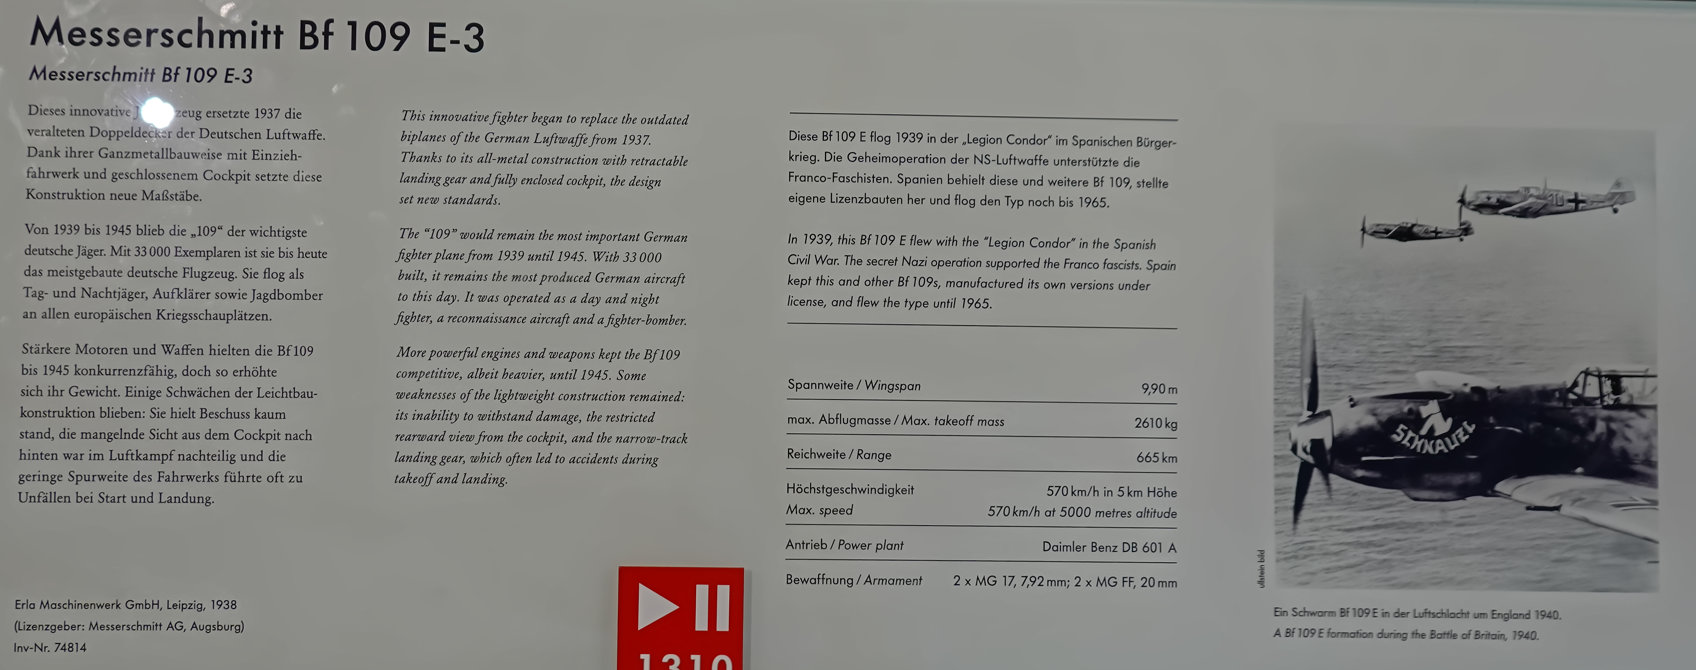 Messerschmitt Bf 109 E-3
Messerschmitt Bf 109 E-3
Dieses innovative J zeug ersetzte 1937 die
veralteten Doppeldecker der Deutschen Luftwaffe.
Dank ihrer Ganzmetallbauweise mit Einzieh-
fahrwerk und geschlossenem Cockpit setzte diese
Konstruktion neue Maßstäbe.
Von 1939 bis 1945 blieb die „109“ der wichtigste
deutsche Jäger. Mit 33 000 Exemplaren ist sie bis heute
das meistgebaute deutsche Flugzeug. Sie flog als
Tag- und Nachtjäger, Aufklärer sowie Jagdbomber
an allen europäischen Kriegsschauplätzen.
Stärkere Motoren und Waffen hielten die Bf 109
bis 1945 konkurrenzfähig, doch so erhöhte
sich ihr Gewicht. Einige Schwächen der Leichtbau-
konstruktion blieben: Sie hielt Beschuss kaum
stand, die mangelnde Sicht aus dem Cockpit nach
hinten war im Luftkampf nachteilig und die
geringe Spurweite des Fahrwerks führte oft zu
Unfällen bei Start und Landung.
Erla Maschinenwerk GmbH, Leipzig, 1938
(Lizenzgeber: Messerschmitt AG, Augsburg)
Inv-Nr. 74814
This innovative fighter began to replace the outdated
biplanes of the German Luftwaffe from 1937.
Thanks to its all-metal construction with retractable
landing gear and fully enclosed cockpit, the design
set new standards.
The “109” would remain the most important German
fighter plane from 1939 until 1945. With 33 000
built, it remains the most produced German aircraft
to this day. It was operated as a day and night
fighter, a reconnaissance aircraft and a fighter-bomber.
More powerful engines and weapons kept the Bf 109
competitive, albeit heavier, until 1945. Some
weaknesses of the lightweight construction remained:
its inability to withstand damage, the restricted
rearward view from the cockpit, and the narrow-track
landing gear, which often led to accidents during
takeoff and landing.
1310
Diese Bf 109 E flog 1939 in der „Legion Condor“ im Spanischen Bürger-
krieg. Die Geheimoperation der NS-Luftwaffe unterstützte die
Franco-Faschisten. Spanien behielt diese und weitere Bf 109, stellte
eigene Lizenzbauten her und flog den Typ noch bis 1965.
In 1939, this Bf 109 E flew with the “Legion Condor” in the Spanish
Civil War. The secret Nazi operation supported the Franco fascists. Spain
kept this and other Bf 109s, manufactured its own versions under
license, and flew the type until 1965.
Spannweite / Wingspan 9,90 m
max. Abflugmasse / Max. takeoff mass 2610 kg
Reichweite / Range 665 km
Höchstgeschwindigkeit 570 km/h in 5 km Höhe
Max. speed 570 km/h at 5000 metres altitude
Antrieb / Power plant Daimler Benz DB 601 A
Bewaffnung / Armament 2 x MG 17, 7,92 mm; 2 x MG FF, 20 mm
10
SCHNAUZL
ullstein bild
Ein Schwarm Bf 109 E in der Luftschlacht um England 1940.
A Bf 109 E formation during the Battle of Britain, 1940.